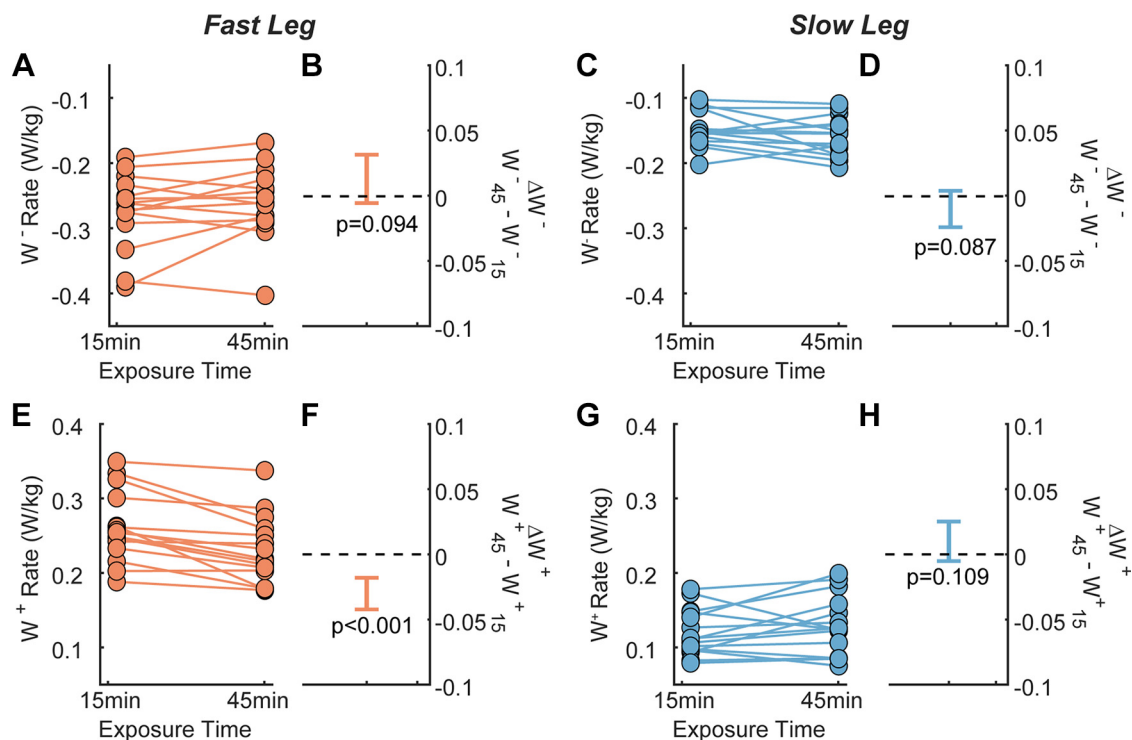 Fast Leg
Slow Leg
A
B
C
D
W⁻ Rate (W/kg)
-0.1
-0.2
-0.3
-0.4
15min
45min
Exposure Time
0.1
0.05
0
-0.05
-0.1
p=0.094
ΔW⁻
W⁻₄₅ - W⁻₁₅
W⁻ Rate (W/kg)
-0.1
-0.2
-0.3
-0.4
15min
45min
Exposure Time
0.1
0.05
0
-0.05
-0.1
p=0.087
ΔW⁻
W⁻₄₅ - W⁻₁₅
E
F
G
H
W⁺ Rate (W/kg)
0.4
0.3
0.2
0.1
15min
45min
Exposure Time
0.1
0.05
0
-0.05
-0.1
p<0.001
ΔW⁺
W⁺₄₅ - W⁺₁₅
W⁺ Rate (W/kg)
0.4
0.3
0.2
0.1
15min
45min
Exposure Time
0.1
0.05
0
-0.05
-0.1
p=0.109
ΔW⁺
W⁺₄₅ - W⁺₁₅